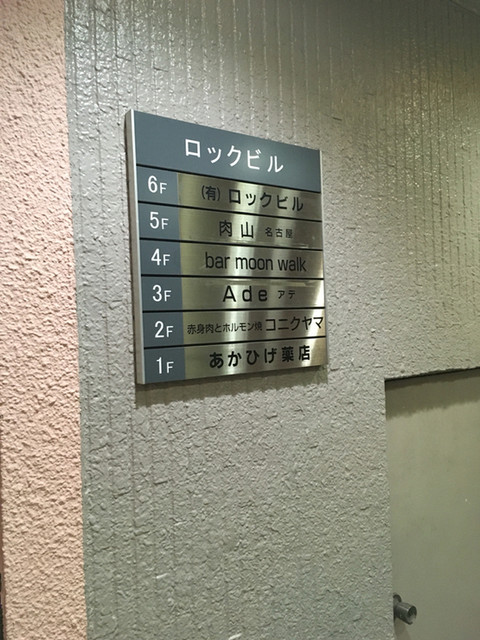 ロックビル
6F (有) ロックビル
5F 肉山 名古屋
4F bar moon walk
3F Ade アデ
2F 赤身肉とホルモン焼 コニクヤマ
1F あかひげ薬店